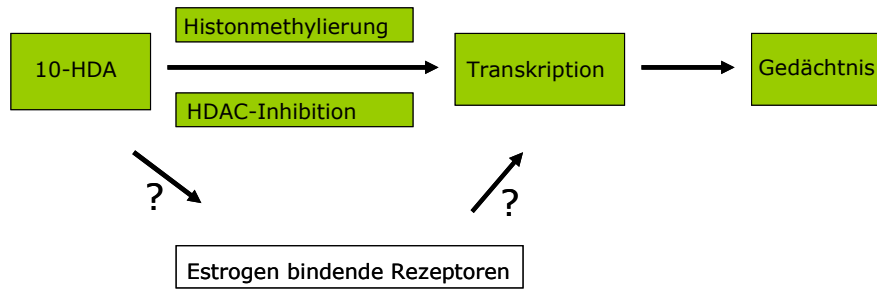 Histonmethylierung
10-HDA
Transkription
Gedächtnis
HDAC-Inhibition
?
?
Estrogen bindende Rezeptoren